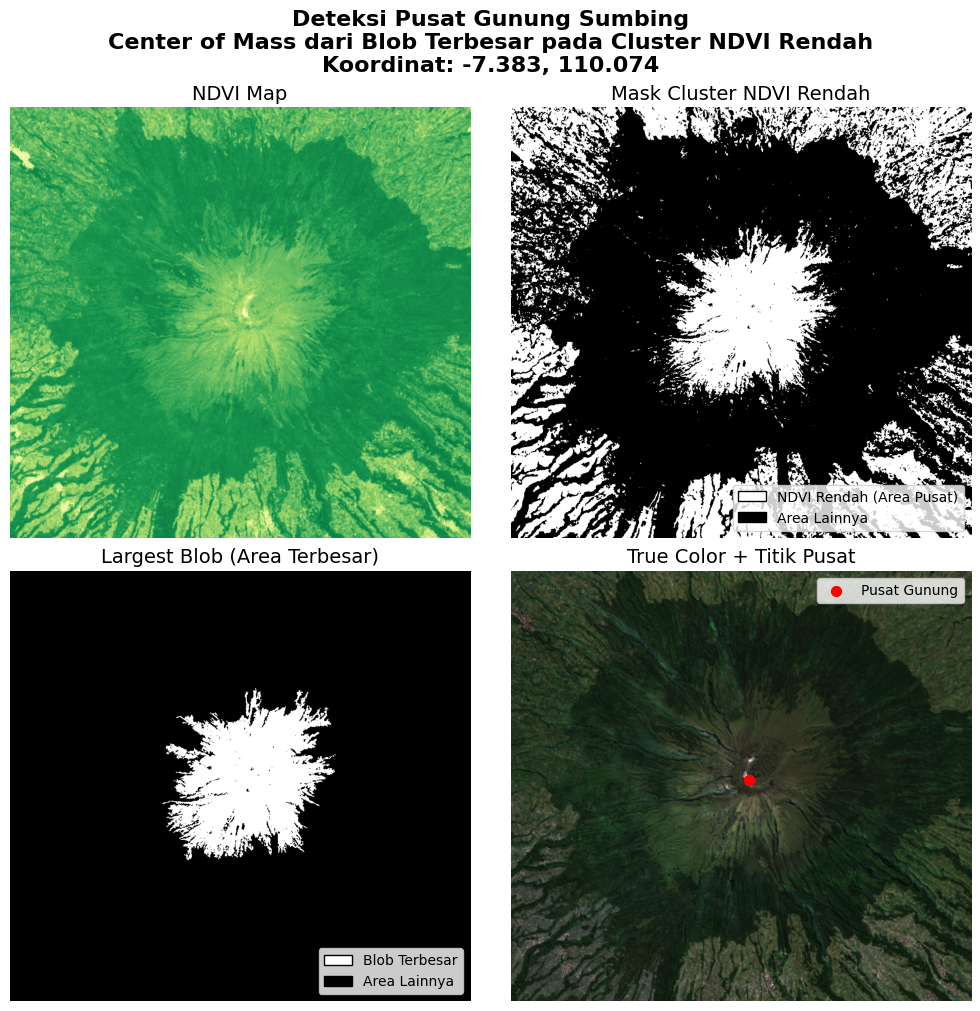 Deteksi Pusat Gunung Sumbing
Center of Mass dari Blob Terbesar pada Cluster NDVI Rendah
Koordinat: -7.383, 110.074
NDVI Map
Mask Cluster NDVI Rendah
NDVI Rendah (Area Pusat)
Area Lainnya
Largest Blob (Area Terbesar)
True Color + Titik Pusat
Blob Terbesar
Area Lainnya
Pusat Gunung